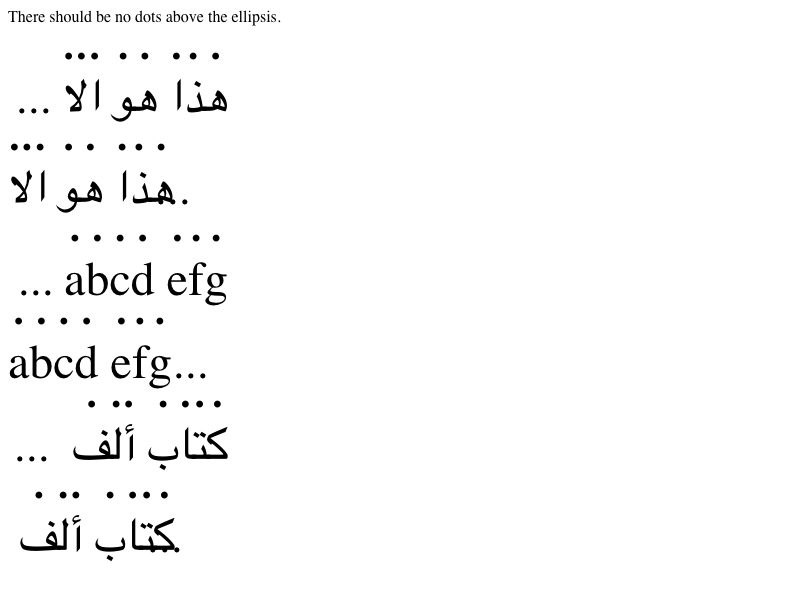 There should be no dots above the ellipsis.
هذا هو الا ...
...هذا هو الا
... abcd efg
abcd efg...
كتاب ألف ...
...كتاب ألف